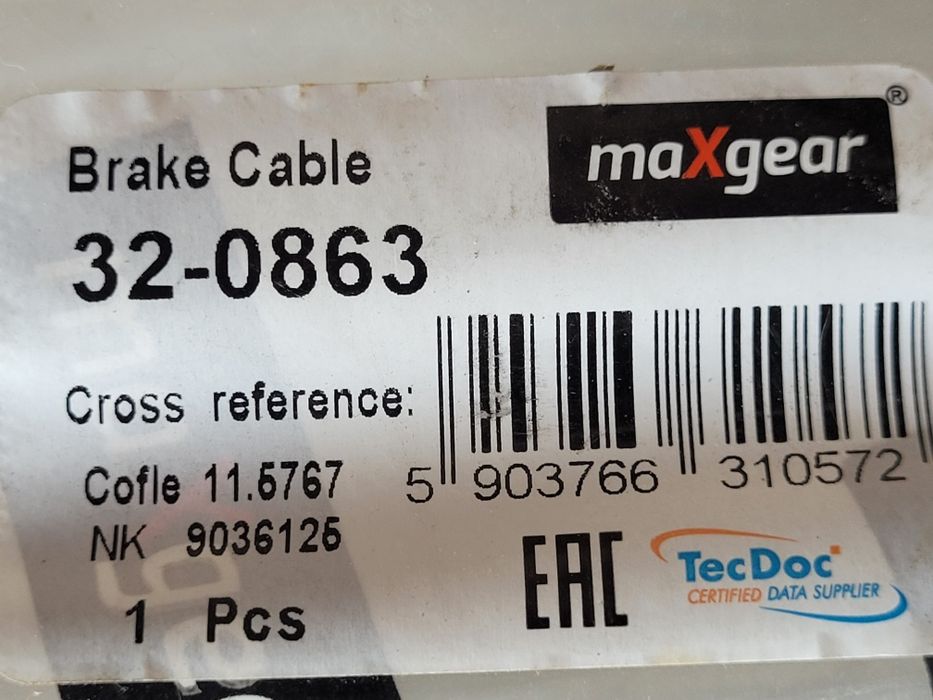 maXgear®
Brake Cable
32-0863
Cross reference:
Cofle 11.5767
NK 9036125
5 903766 310572
1 Pcs
EAC
TecDoc
CERTIFIED DATA SUPPLIER